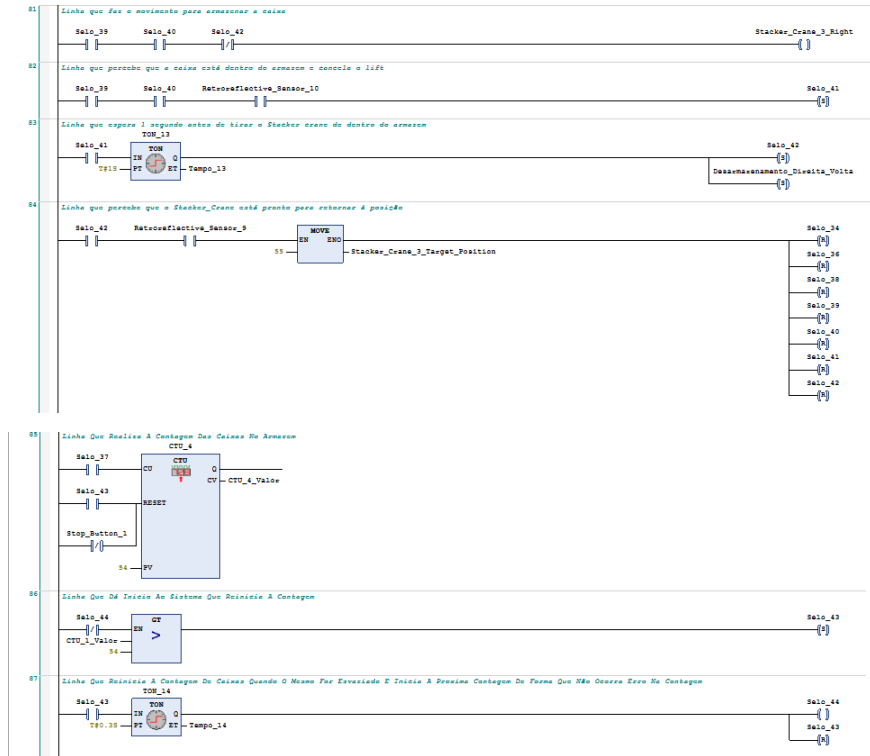 81 Linha que faz o movimento para armazenar a caixa
Selo_39 Selo_40 Selo_42 Stacker_Crane_3_Right
82 Linha que percebe que a caixa está dentro do armazem e cancela o lift
Selo_39 Selo_40 Retroreflective_Sensor_10 Selo_41
S
83 Linha que espera 1 segundo antes de tirar o Stacker crane de dentro do armazem
TON_13
Selo_41 TON Selo_42
IN Q S
T#1S PT ET Tempo_13 Desarmazenamento_Direita_Volta
S
84 Linha que percebe que o Stacker_Crane está pronto para retornar á posição
Selo_42 Retroreflective_Sensor_9 MOVE Selo_34
EN ENO R
55 Stacker_Crane_3_Target_Position Selo_36
R
Selo_38
R
Selo_39
R
Selo_40
R
Selo_41
R
Selo_42
R
85 Linha Que Realiza A Contagem Das Caixas No Armazem
CTU_4
Selo_37 CTU
CU Q
CV CTU_4_Valor
Selo_43
RESET
Stop_Button_1
54 PV
86 Linha Que Dá Inicio Ao Sistema Que Reinicia A Contagem
Selo_44 GT Selo_43
EN > S
CTU_1_Valor
54
87 Linha Que Reinicia A Contagem De Caixas Quando O Mesmo For Esvaziado E Inicia A Proxima Contagem De Forma Que Não Ocorra Erro Na Contagem
TON_14
Selo_43 TON Selo_44
IN Q
T#0.3S PT ET Tempo_14 Selo_43
R